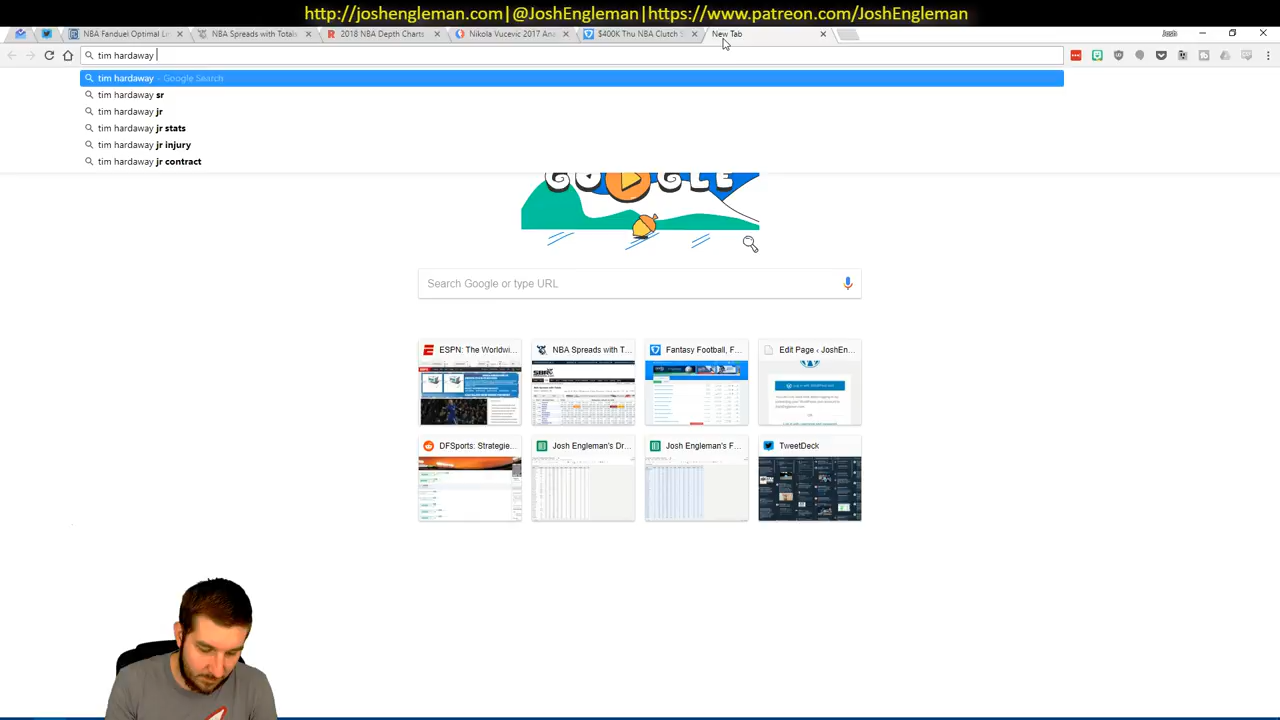 http://joshengleman.com|@JoshEngleman|https://www.patreon.com/JoshEngleman
NBA Fanduel Optimal Li
NBA Spreads with Totals
2018 NBA Depth Charts
Nikola Vucevic 2017 Ana
$400K Thu NBA Clutch S
New Tab
Josh
tim hardaway
tim hardaway - Google Search
tim hardaway sr
tim hardaway jr
tim hardaway jr stats
tim hardaway jr injury
tim hardaway jr contract
Search Google or type URL
ESPN: The Worldwi...
NBA Spreads with T...
Fantasy Football, F...
Edit Page ‹ JoshEn...
DFSports: Strategie...
Josh Engleman's Dr...
Josh Engleman's F...
TweetDeck